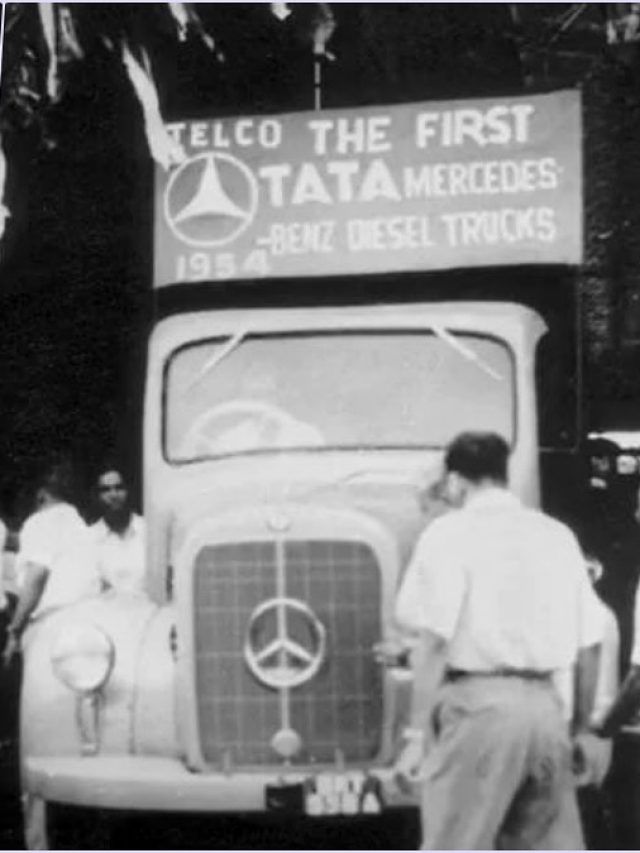 TELCO THE FIRST
TATA MERCEDES-
-BENZ DIESEL TRUCKS
1954